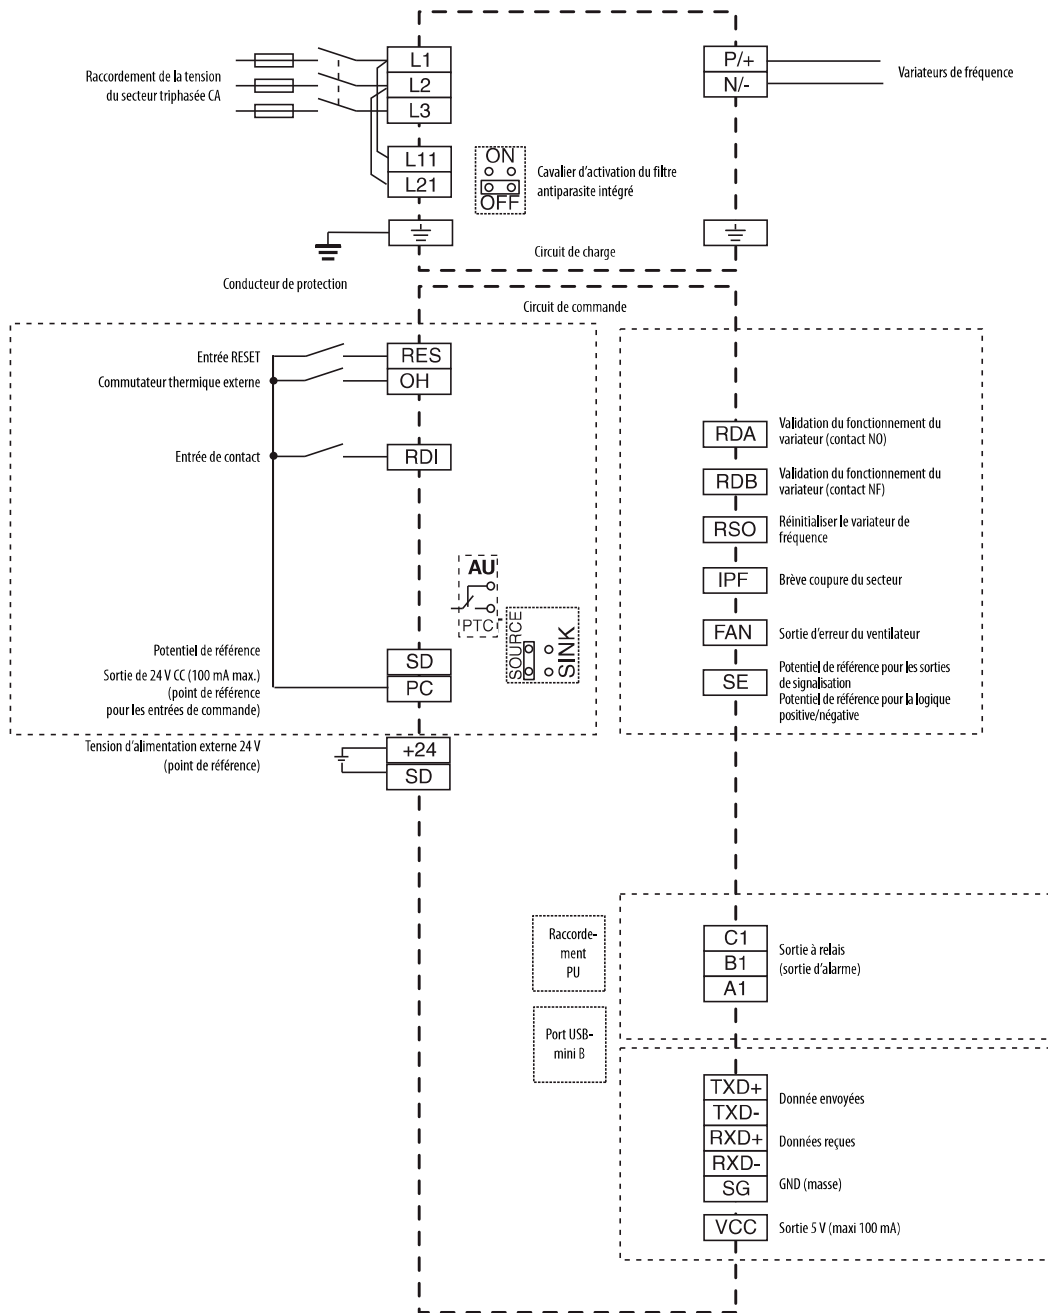 Raccordement de la tension
du secteur triphasée CA
L1
L2
L3
L11
L21
P/+
N/-
Variateurs de fréquence
ON
OFF
Cavalier d'activation du filtre
antiparasite intégré
Circuit de charge
Conducteur de protection
Circuit de commande
Entrée RESET
RES
Commutateur thermique externe
OH
Entrée de contact
RDI
AU
PTC
SOURCE
SINK
Potentiel de référence
SD
Sortie de 24 V CC (100 mA max.)
(point de référence
pour les entrées de commande)
PC
Tension d'alimentation externe 24 V
(point de référence)
+24
SD
RDA
Validation du fonctionnement du
variateur (contact NO)
RDB
Validation du fonctionnement du
variateur (contact NF)
RSO
Réinitialiser le variateur de
fréquence
IPF
Brève coupure du secteur
FAN
Sortie d'erreur du ventilateur
SE
Potentiel de référence pour les sorties
de signalisation
Potentiel de référence pour la logique
positive/négative
Raccorde-
ment
PU
C1
B1
A1
Sortie à relais
(sortie d'alarme)
Port USB-
mini B
TXD+
TXD-
Donnée envoyées
RXD+
RXD-
Données reçues
SG
GND (masse)
VCC
Sortie 5 V (maxi 100 mA)